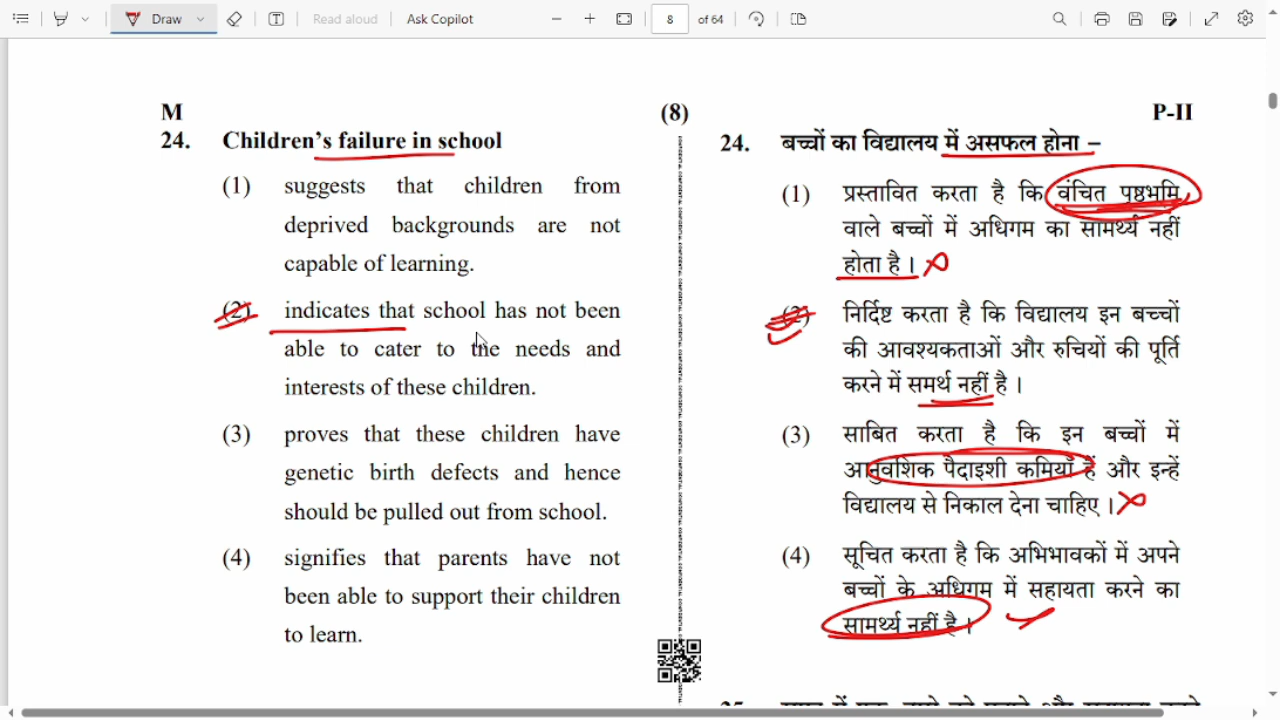 Draw
Read aloud
Ask Copilot
8
of 64
M
(8)
P-II
24. Children's failure in school
(1) suggests that children from
deprived backgrounds are not
capable of learning.
(2) indicates that school has not been
able to cater to the needs and
interests of these children.
(3) proves that these children have
genetic birth defects and hence
should be pulled out from school.
(4) signifies that parents have not
been able to support their children
to learn.
24. बच्चों का विद्यालय में असफल होना –
(1) प्रस्तावित करता है कि वंचित पृष्ठभूमि
वाले बच्चों में अधिगम का सामर्थ्य नहीं
होता है।
(2) निर्दिष्ट करता है कि विद्यालय इन बच्चों
की आवश्यकताओं और रुचियों की पूर्ति
करने में समर्थ नहीं है।
(3) साबित करता है कि इन बच्चों में
आनुवंशिक पैदाइशी कमियाँ हैं और इन्हें
विद्यालय से निकाल देना चाहिए।
(4) सूचित करता है कि अभिभावकों में अपने
बच्चों के अधिगम में सहायता करने का
सामर्थ्य नहीं है।